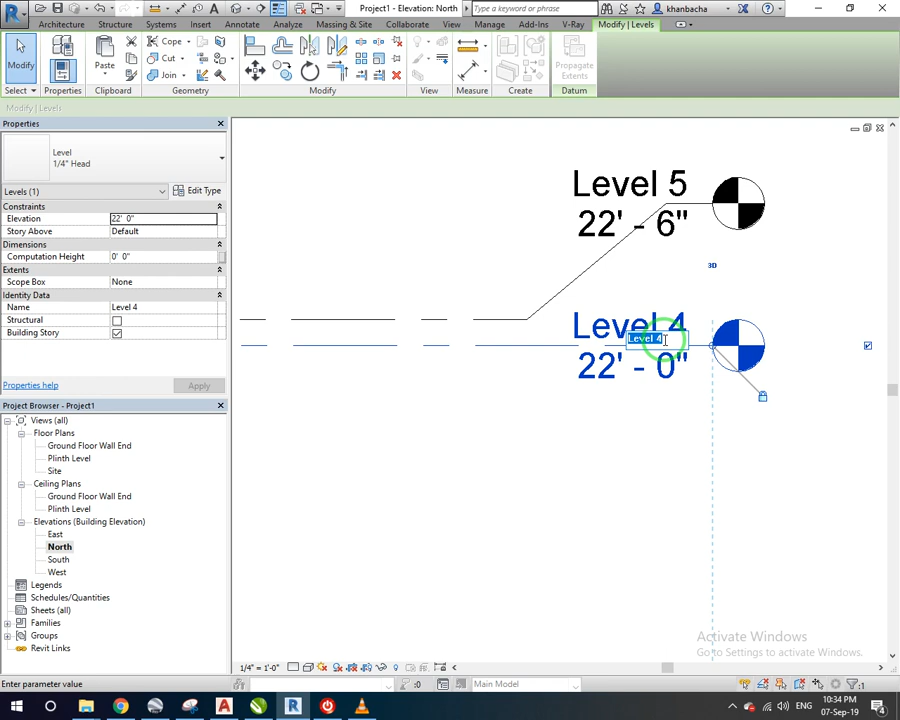 Project1 - Elevation: North
Type a keyword or phrase
khanbacha
Architecture Structure Systems Insert Annotate Analyze Massing & Site Collaborate View Manage Add-Ins V-Ray Modify | Levels
Modify
Paste
Cope
Cut
Join
Propagate
Extents
Select Properties Clipboard Geometry Modify View Measure Create Datum
Modify | Levels
Properties
Level
1/4" Head
Levels (1)
Edit Type
Constraints
Elevation 22' 0"
Story Above Default
Dimensions
Computation Height 0' 0"
Extents
Scope Box None
Identity Data
Name Level 4
Structural
Building Story
Properties help
Apply
Project Browser - Project1
Views (all)
Floor Plans
Ground Floor Wall End
Plinth Level
Site
Ceiling Plans
Ground Floor Wall End
Plinth Level
Elevations (Building Elevation)
East
North
South
West
Legends
Schedules/Quantities
Sheets (all)
Families
Groups
Revit Links
Level 5
22' - 6"
3D
Level 4
Level 4
22' - 0"
Activate Windows
Go to Settings to activate Windows.
1/4" = 1'-0"
Enter parameter value
:0
Main Model
:1
ENG
10:34 PM
07-Sep-19
4